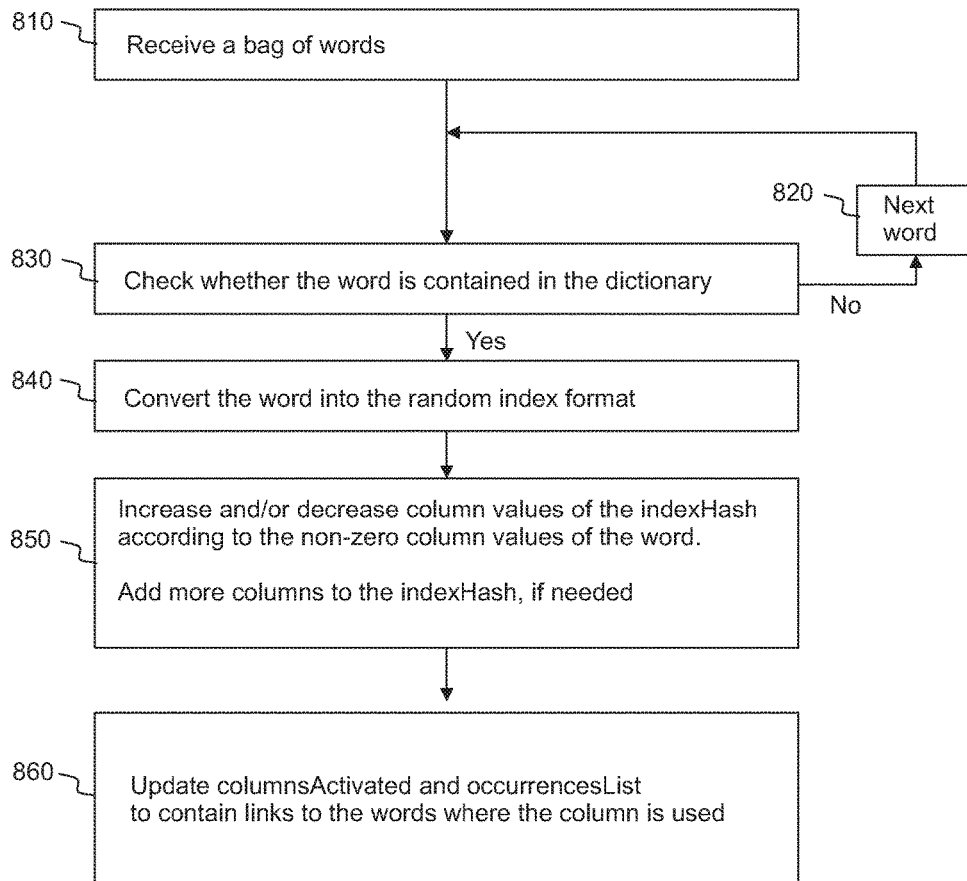 810
Receive a bag of words
820
Next
word
830
Check whether the word is contained in the dictionary
No
Yes
840
Convert the word into the random index format
850
Increase and/or decrease column values of the indexHash
according to the non-zero column values of the word.
Add more columns to the indexHash, if needed
860
Update columnsActivated and occurrencesList
to contain links to the words where the column is used